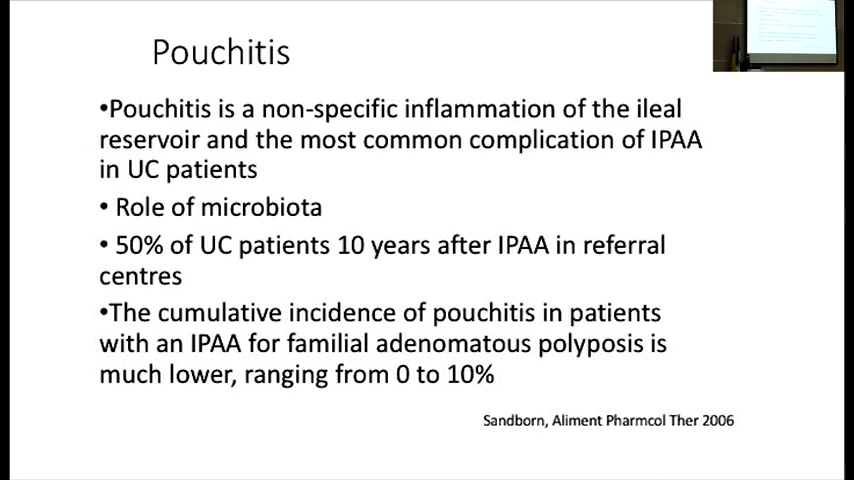 Pouchitis
•Pouchitis is a non-specific inflammation of the ileal
reservoir and the most common complication of IPAA
in UC patients
• Role of microbiota
• 50% of UC patients 10 years after IPAA in referral
centres
•The cumulative incidence of pouchitis in patients
with an IPAA for familial adenomatous polyposis is
much lower, ranging from 0 to 10%
Sandborn, Aliment Pharmcol Ther 2006